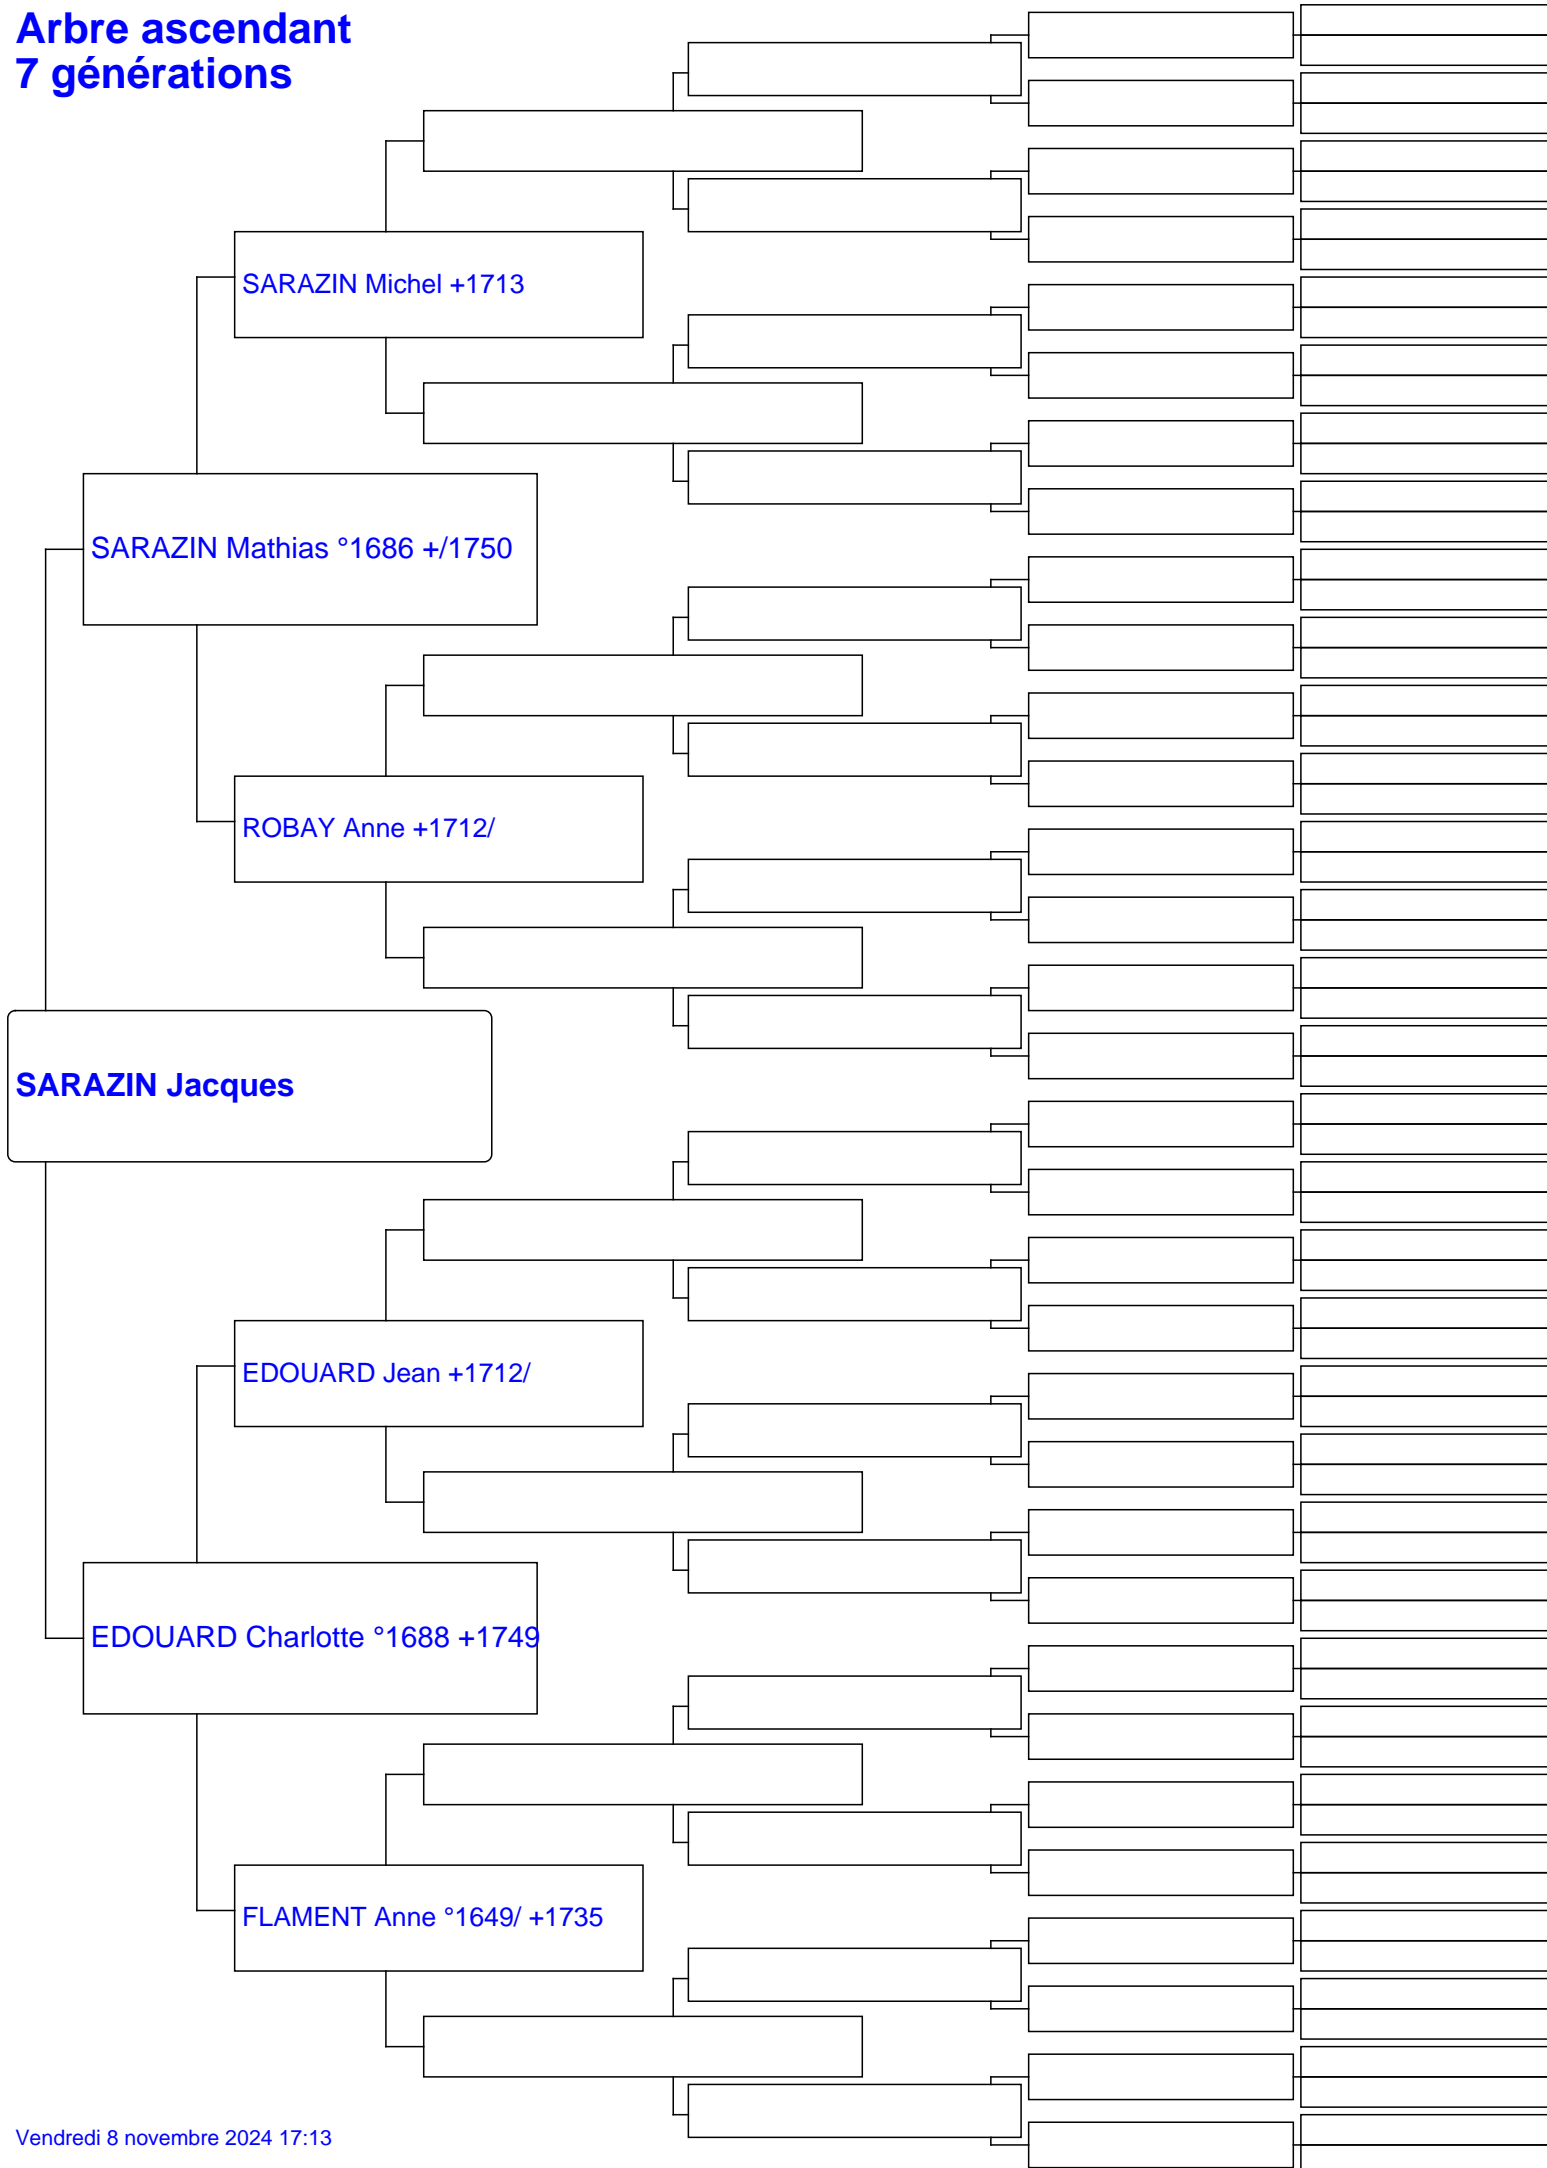 Arbre ascendant
7 générations
SARAZIN Michel +1713
SARAZIN Mathias °1686 +/1750
ROBAY Anne +1712/
SARAZIN Jacques
EDOUARD Jean +1712/
EDOUARD Charlotte °1688 +1749
FLAMENT Anne °1649/ +1735
Vendredi 8 novembre 2024 17:13